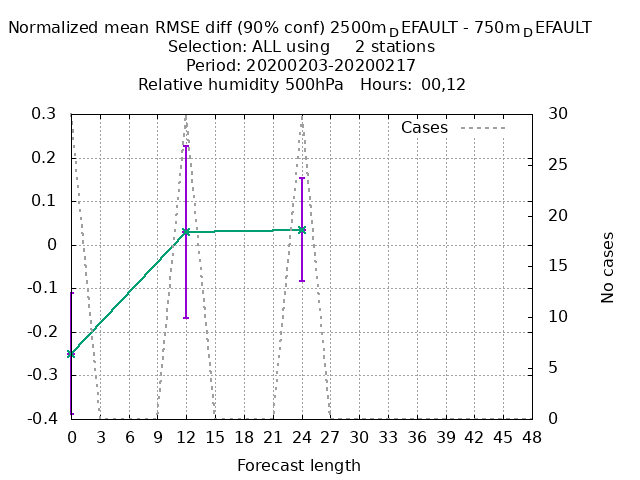 Normalized mean RMSE diff (90% conf) 2500m_DEFAULT - 750m_DEFAULT
Selection: ALL using 2 stations
Period: 20200203-20200217
Relative humidity 500hPa Hours: 00,12
0.3 30
Cases
0.2 25
0.1 20
0 15
-0.1 10
-0.2 5
-0.3 0
-0.4
No cases
0 3 6 9 12 15 18 21 24 27 30 33 36 39 42 45 48
Forecast length